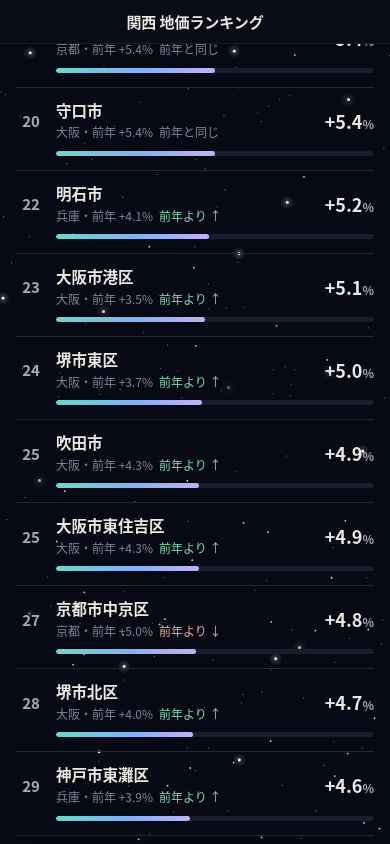 関西 地価ランキング
京都・前年 +5.4% 前年と同じ
20
守口市
大阪・前年 +5.4% 前年と同じ
+5.4%
22
明石市
兵庫・前年 +4.1% 前年より ↑
+5.2%
23
大阪市港区
大阪・前年 +3.5% 前年より ↑
+5.1%
24
堺市東区
大阪・前年 +3.7% 前年より ↑
+5.0%
25
吹田市
大阪・前年 +4.3% 前年より ↑
+4.9%
25
大阪市東住吉区
大阪・前年 +4.3% 前年より ↑
+4.9%
27
京都市中京区
京都・前年 +5.0% 前年より ↓
+4.8%
28
堺市北区
大阪・前年 +4.0% 前年より ↑
+4.7%
29
神戸市東灘区
兵庫・前年 +3.9% 前年より ↑
+4.6%